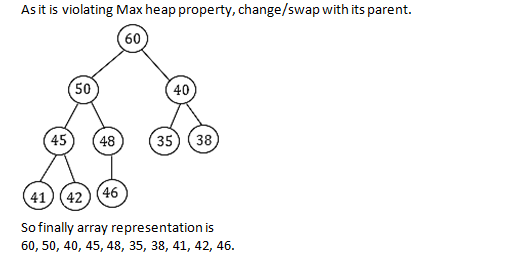 As it is violating Max heap property, change/swap with its parent.
60
50 40
45 48 35 38
41 42 46
So finally array representation is
60, 50, 40, 45, 48, 35, 38, 41, 42, 46.